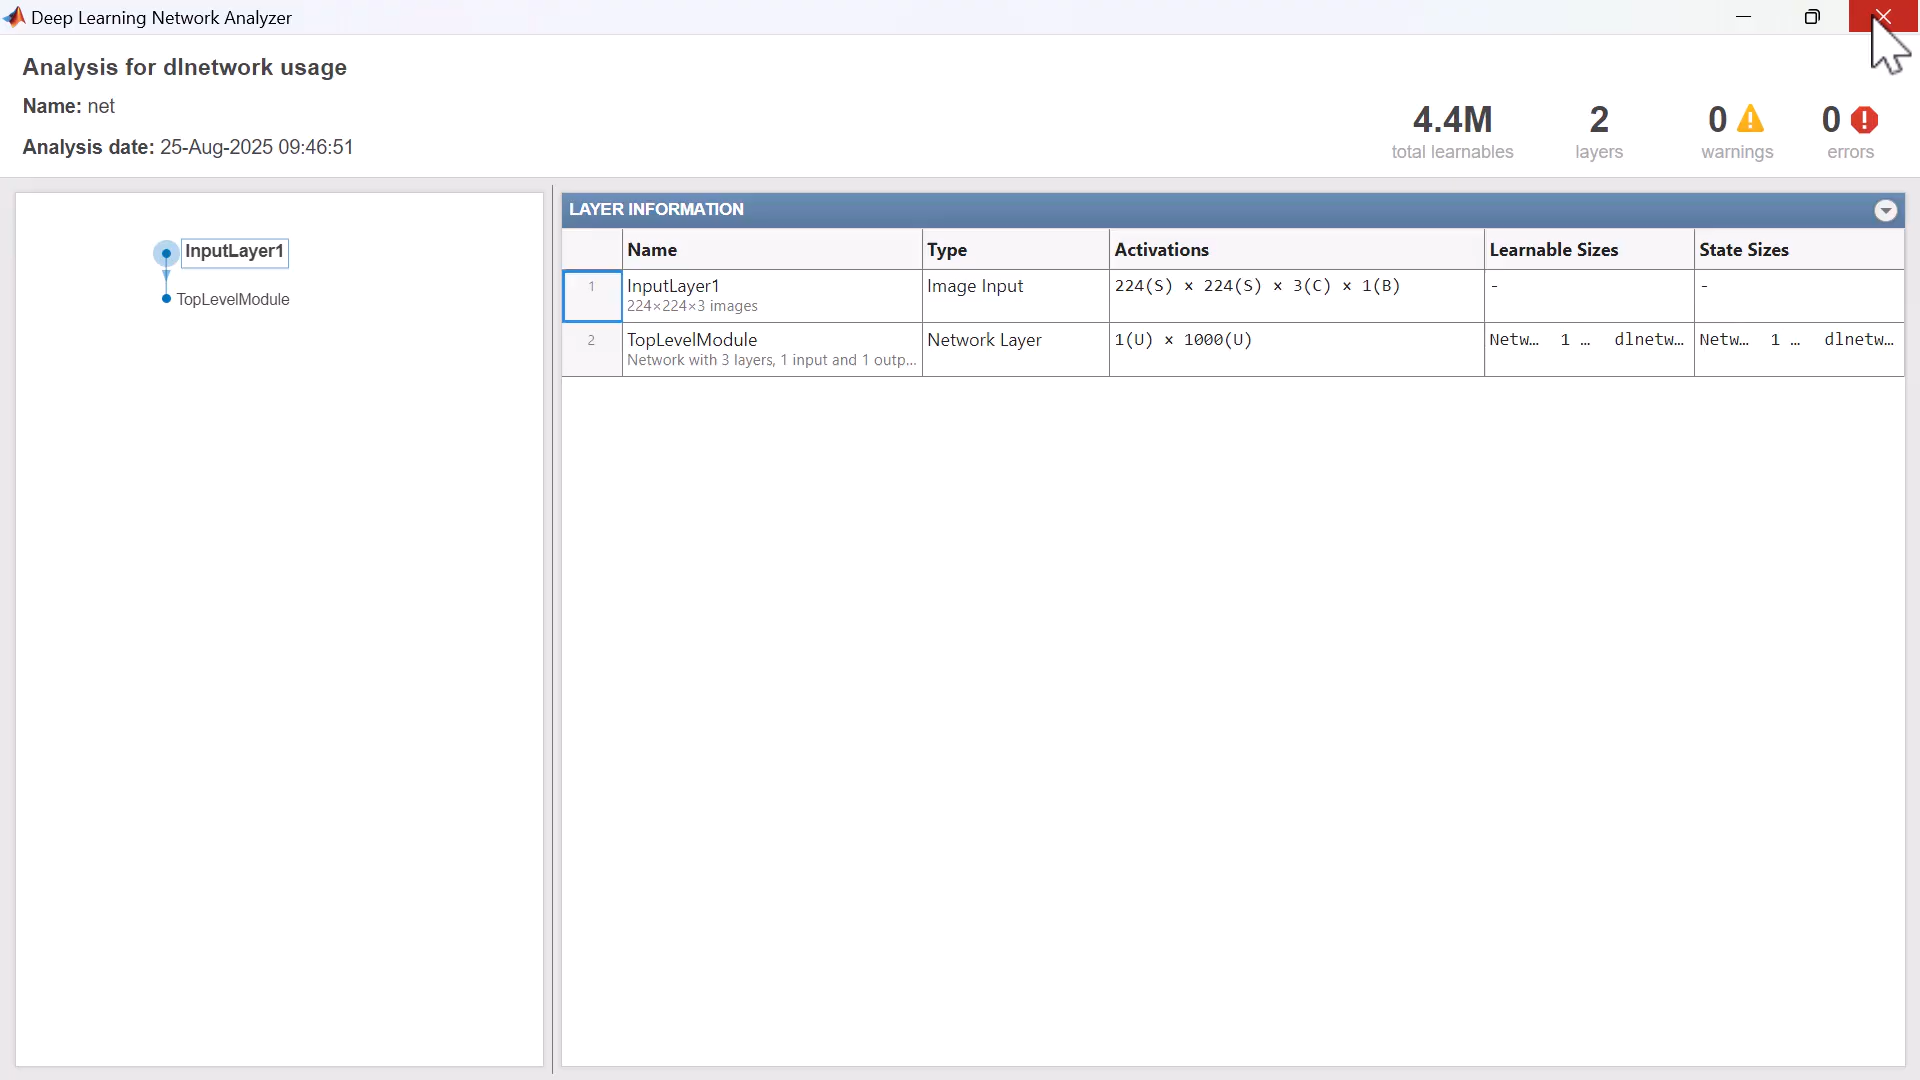 Deep Learning Network Analyzer
Analysis for dlnetwork usage
Name: net
Analysis date: 25-Aug-2025 09:46:51
4.4M
total learnables
2
layers
0
warnings
0
errors
InputLayer1
TopLevelModule
LAYER INFORMATION
Name Type Activations Learnable Sizes State Sizes
1 InputLayer1 Image Input 224(S) × 224(S) × 3(C) × 1(B) - -
224×224×3 images
2 TopLevelModule Network Layer 1(U) × 1000(U) Netw... 1 ... dlnetw... Netw... 1 ... dlnetw...
Network with 3 layers, 1 input and 1 outp...